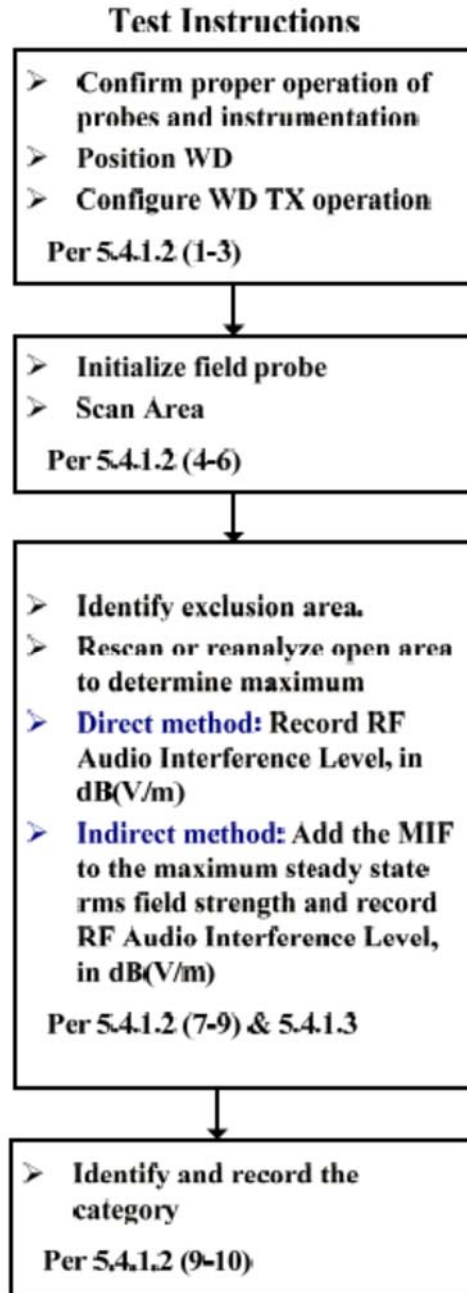 Test Instructions
➢ Confirm proper operation of
probes and instrumentation
➢ Position WD
➢ Configure WD TX operation
Per 5.4.1.2 (1-3)
➢ Initialize field probe
➢ Scan Area
Per 5.4.1.2 (4-6)
➢ Identify exclusion area.
➢ Rescan or reanalyze open area
to determine maximum
➢ Direct method: Record RF
Audio Interference Level, in
dB(V/m)
➢ Indirect method: Add the MIF
to the maximum steady state
rms field strength and record
RF Audio Interference Level,
in dB(V/m)
Per 5.4.1.2 (7-9) & 5.4.1.3
➢ Identify and record the
category
Per 5.4.1.2 (9-10)